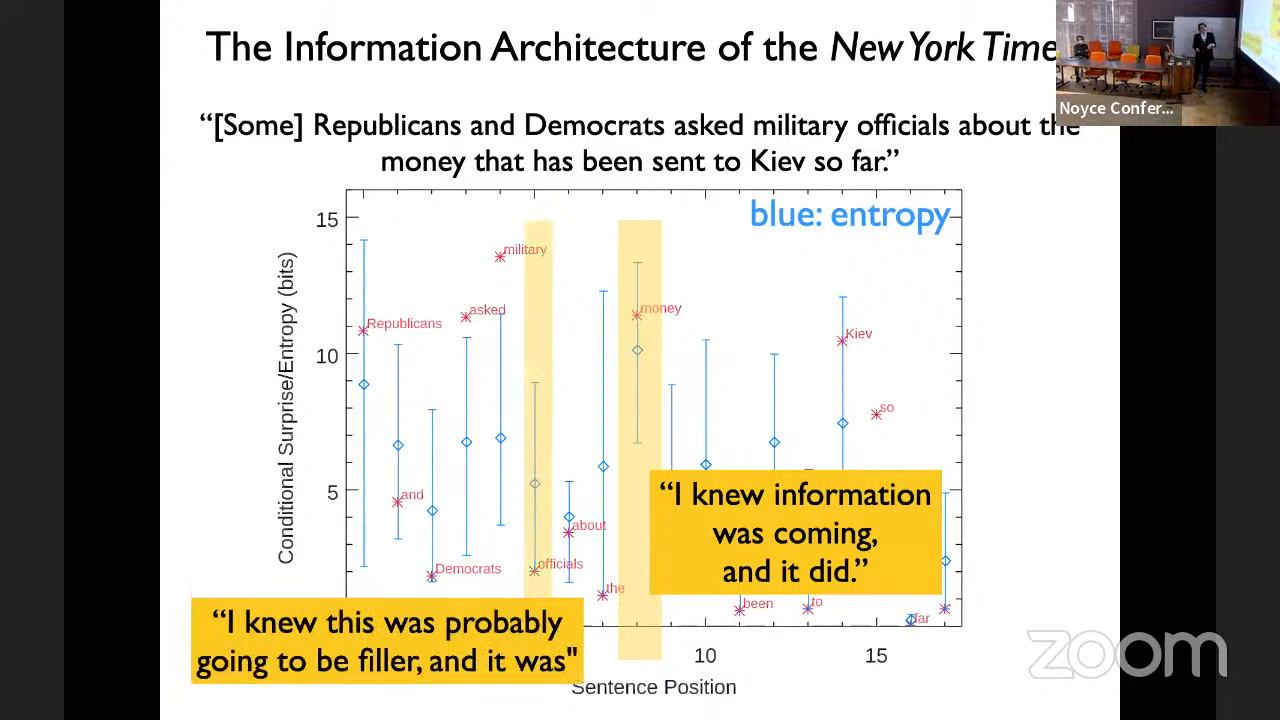 The Information Architecture of the New York Time
Noyce Confer...
“[Some] Republicans and Democrats asked military officials about the
money that has been sent to Kiev so far.”
blue: entropy
15
10
5
Conditional Surprise/Entropy (bits)
military
asked
money
Republicans
Kiev
so
and
about
officials
Democrats
the
been
to
far
“I knew information
was coming,
and it did.”
“I knew this was probably
going to be filler, and it was"
10
15
Sentence Position
zoom